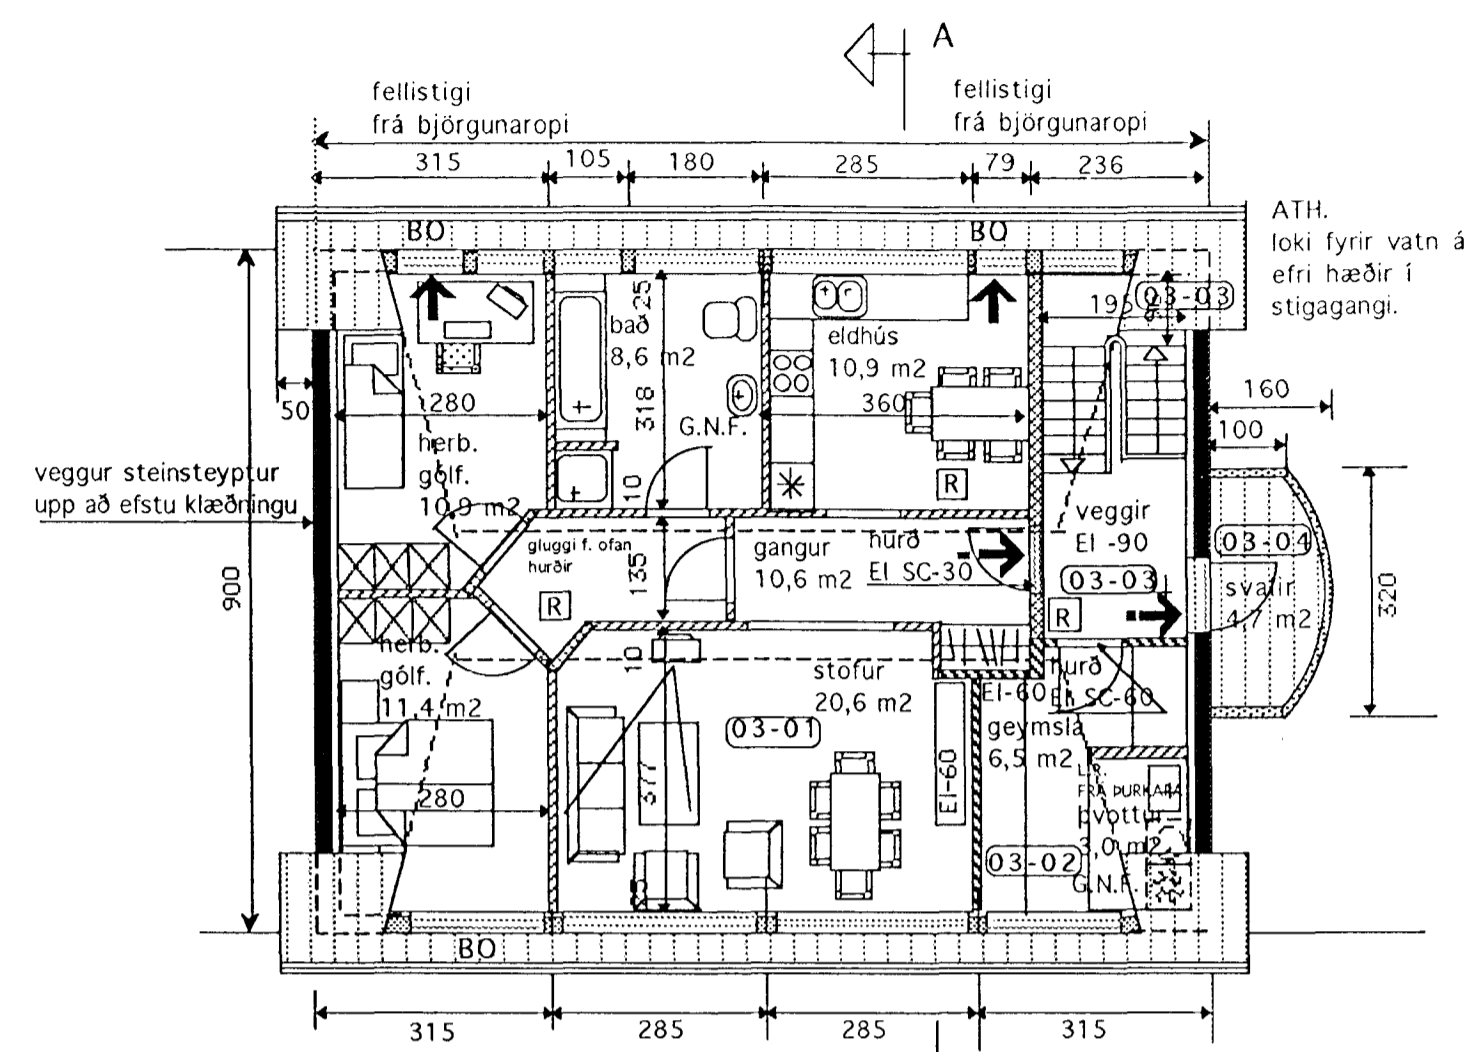 A
fellistigi
frá björgunaropi
fellistigi
frá björgunaropi
315
105
180
285
79
236
BO
BO
ATH.
loki fyrir vatn á
efri hæðir í
stigagangi.
03-03
195
25
bað
8,6 m2
eldhús
10,9 m2
50
280
318
360
G.N.F.
160
100
herb.
gólf.
10,9 m2
veggur steinsteyptur
upp að efstu klæðningu
10
R
veggir
EI -90
03-04
gluggi f. ofan
hurðir
135
gangur
10,6 m2
hurð
EI SC-30
03-03
svalir
4,7 m2
900
320
R
R
herb.
gólf.
11,4 m2
10
stofur
20,6 m2
hurð
EI-60
EI SC-60
03-01
geymsla
6,5 m2
FRÁ ÞURKARA
280
377
EI-60
þvottur
3,0 m2
03-02
G.N.F.
BO
315
285
285
315